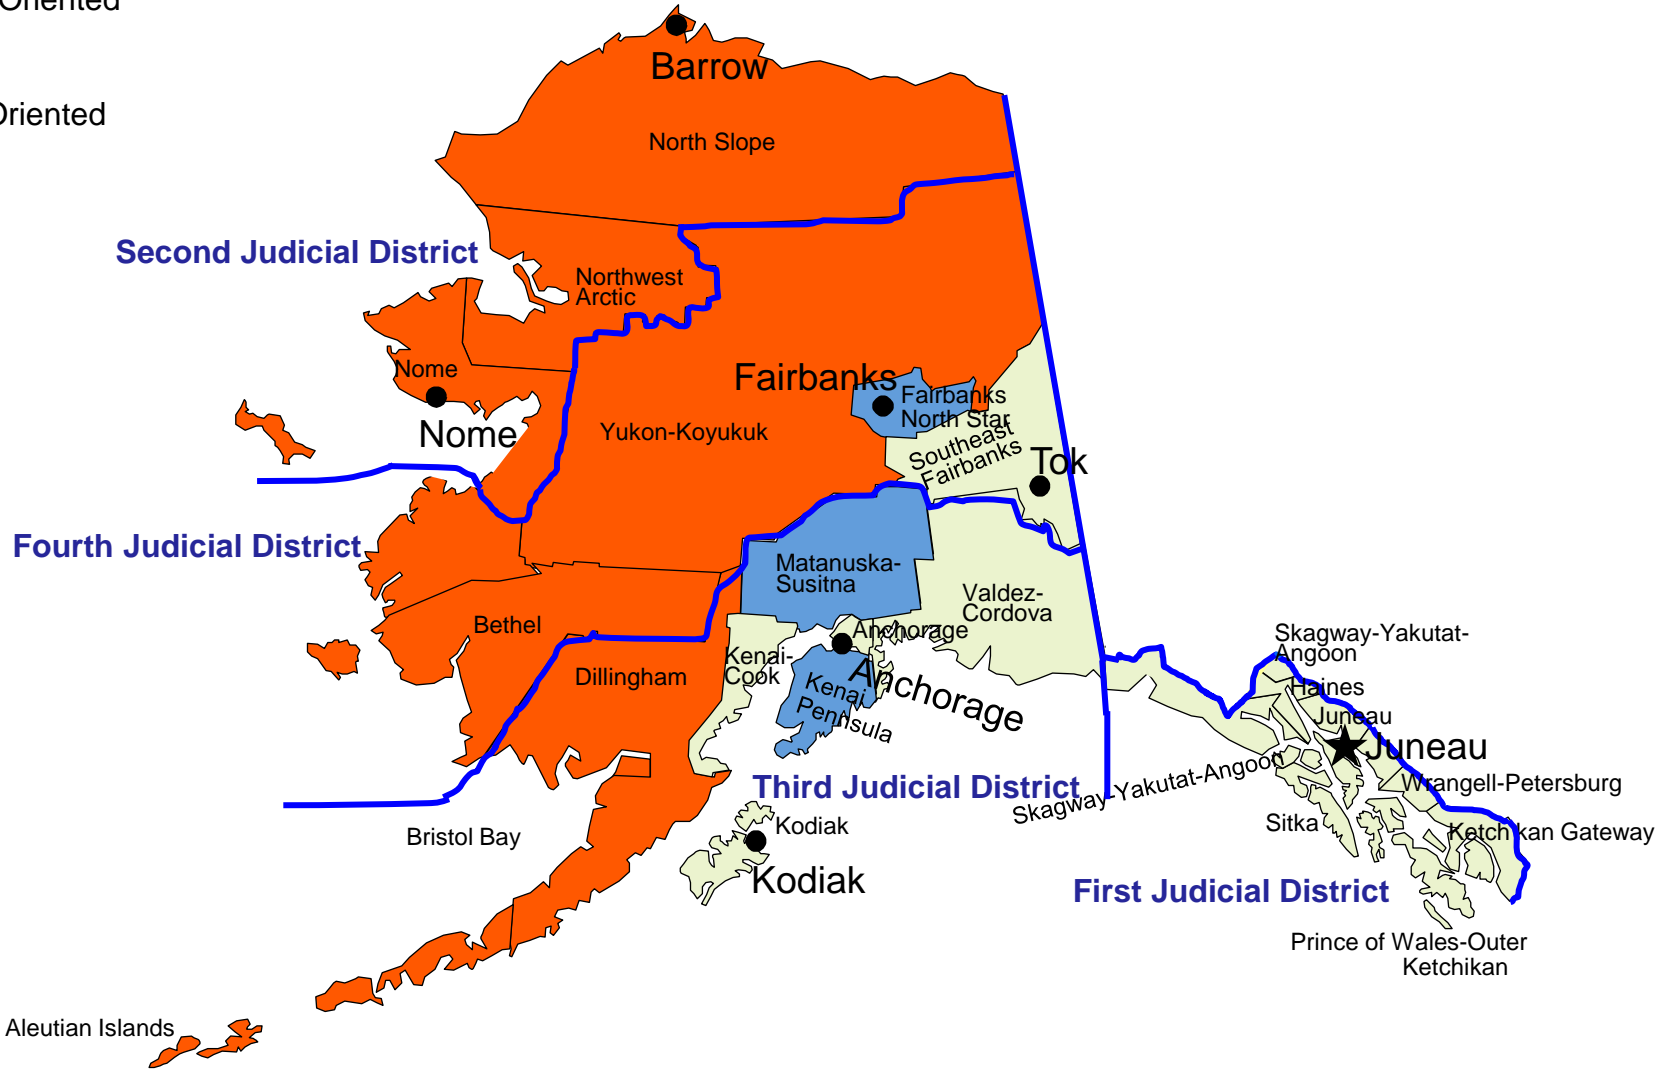 Oriented
Oriented
Barrow
North Slope
Second Judicial District
Northwest
Arctic
Nome
Nome
Fairbanks
Fairbanks
North Star
Yukon-Koyukuk
Southeast
Fairbanks
Tok
Fourth Judicial District
Matanuska-
Susitna
Valdez-
Cordova
Bethel
Anchorage
Anchorage
Kenai-
Cook
Dillingham
Kenai
Pennsula
Skagway-Yakutat-
Angoon
Haines
Juneau
Juneau
Third Judicial District
Skagway-Yakutat-Angoon
Wrangell-Petersburg
Sitka
Ketchikan Gateway
Bristol Bay
Kodiak
Kodiak
First Judicial District
Prince of Wales-Outer
Ketchikan
Aleutian Islands